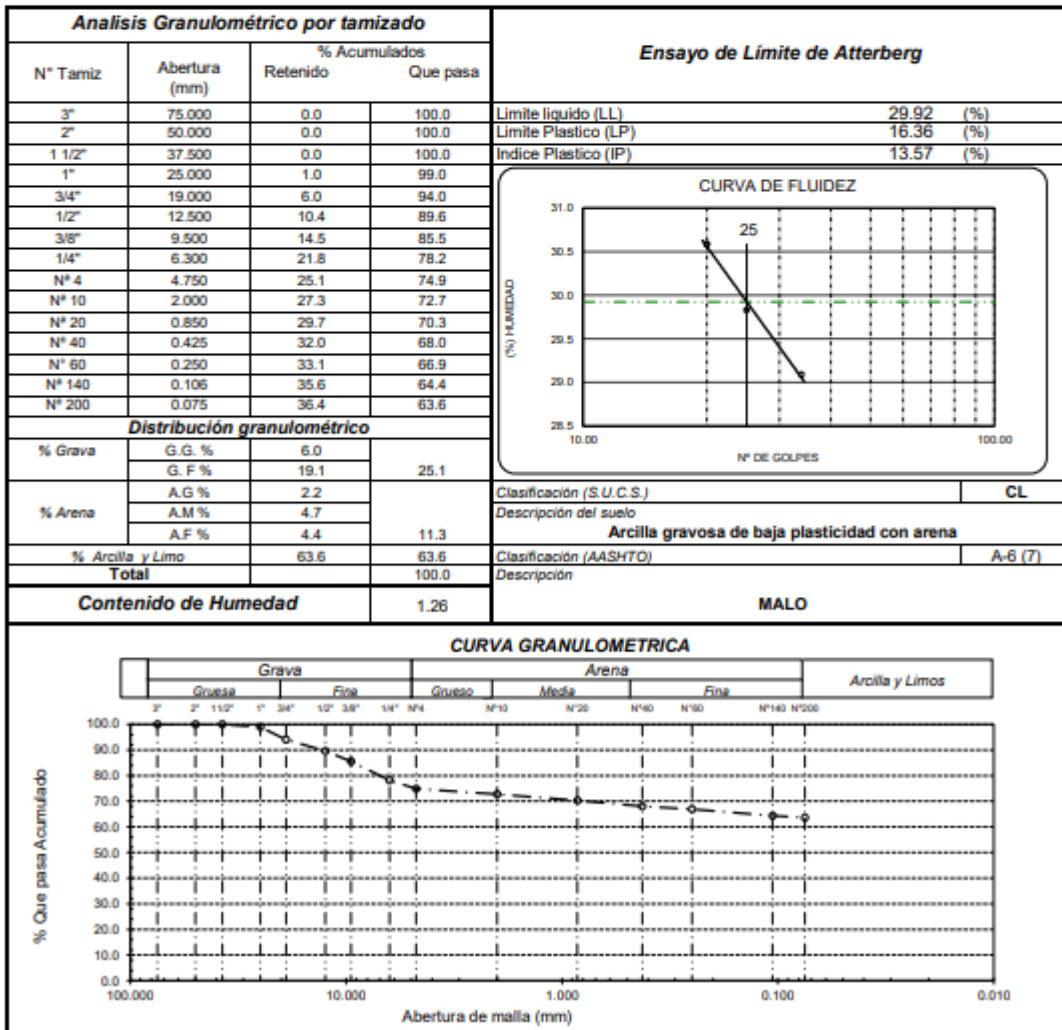 Analisis Granulométrico por tamizado
N° Tamiz Abertura (mm) % Acumulados Retenido Que pasa
3" 75.000 0.0 100.0
2" 50.000 0.0 100.0
1 1/2" 37.500 0.0 100.0
1" 25.000 1.0 99.0
3/4" 19.000 6.0 94.0
1/2" 12.500 10.4 89.6
3/8" 9.500 14.5 85.5
1/4" 6.300 21.8 78.2
Nª 4 4.750 25.1 74.9
Nª 10 2.000 27.3 72.7
Nª 20 0.850 29.7 70.3
Nª 40 0.425 32.0 68.0
N° 60 0.250 33.1 66.9
Nª 140 0.106 35.6 64.4
Nª 200 0.075 36.4 63.6
Distribución granulométrico
% Grava G.G. % 6.0
G. F % 19.1 25.1
A.G % 2.2
% Arena A.M % 4.7
A.F % 4.4 11.3
% Arcilla y Limo 63.6 63.6
Total 100.0
Contenido de Humedad 1.26
Ensayo de Límite de Atterberg
Limite liquido (LL) 29.92 (%)
Limite Plastico (LP) 16.36 (%)
Indice Plastico (IP) 13.57 (%)
CURVA DE FLUIDEZ
31.0
25
30.5
30.0
29.5
29.0
28.5
(%) HUMEDAD
10.00 100.00
Nª DE GOLPES
Clasificación (S.U.C.S.) CL
Descripción del suelo
Arcilla gravosa de baja plasticidad con arena
Clasificación (AASHTO) A-6 (7)
Descripción
MALO
CURVA GRANULOMETRICA
Grava Arena Arcilla y Limos
Gruesa Fina Grueso Media Fina
3" 2" 1 1/2" 1" 3/4" 1/2" 3/8" 1/4" N°4 N°10 N°20 N°40 N°60 N°140 N°200
100.0
90.0
80.0
70.0
60.0
50.0
40.0
30.0
20.0
10.0
0.0
% Que pasa Acumulado
100.000 10.000 1.000 0.100 0.010
Abertura de malla (mm)